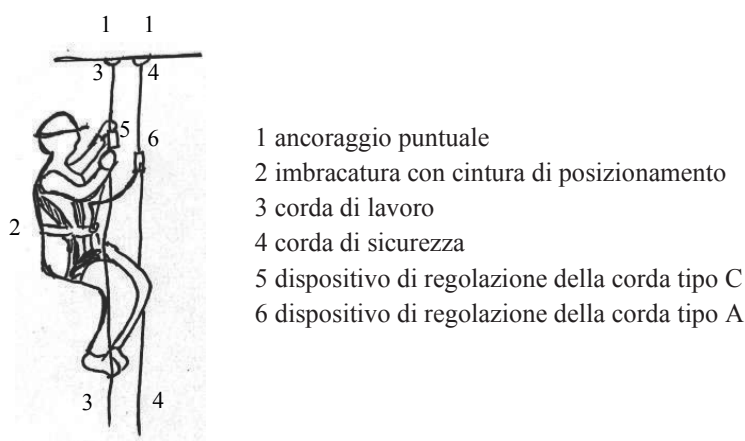 1 1
3 4
5
6
2
3 4
1 ancoraggio puntuale
2 imbracatura con cintura di posizionamento
3 corda di lavoro
4 corda di sicurezza
5 dispositivo di regolazione della corda tipo C
6 dispositivo di regolazione della corda tipo A